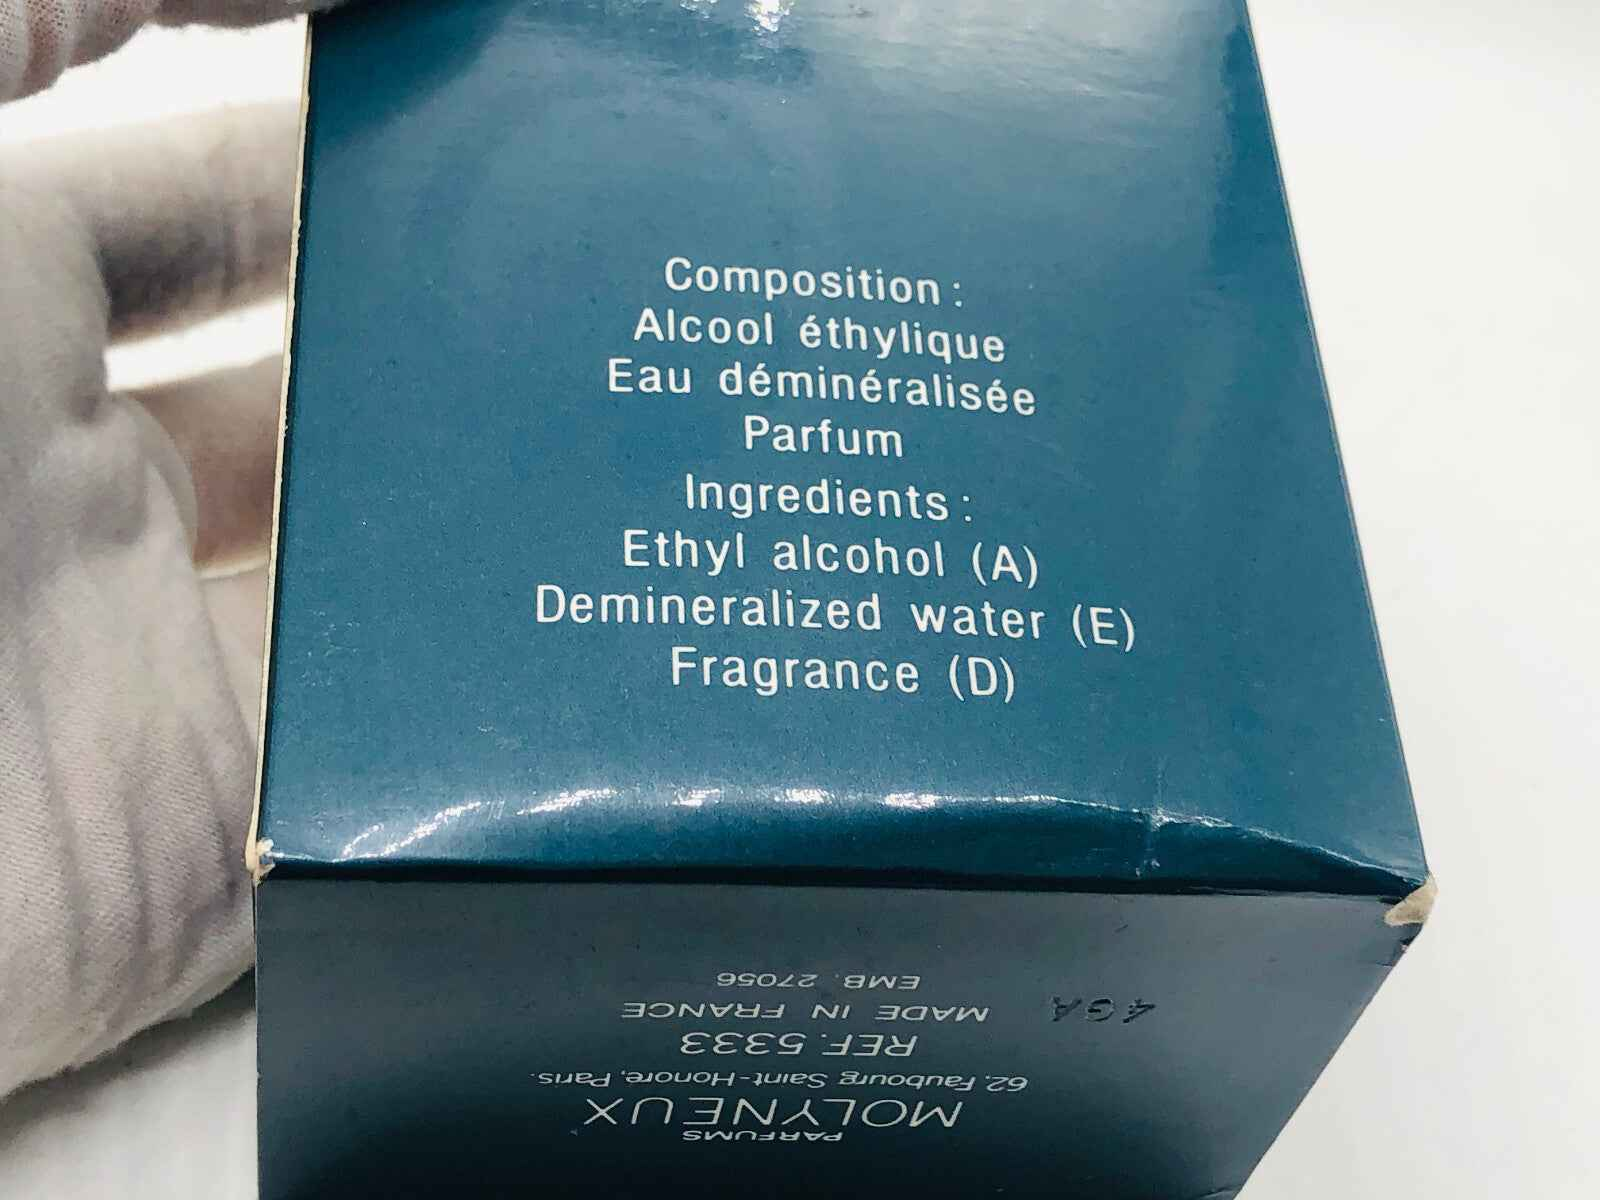 Composition :
Alcool éthylique
Eau déminéralisée
Parfum
Ingredients :
Ethyl alcohol (A)
Demineralized water (E)
Fragrance (D)
PARFUMS
MOLYNEUX
62, Faubourg Saint-Honore, Paris.
REF. 5333
MADE IN FRANCE
EMB. 27056
4GA